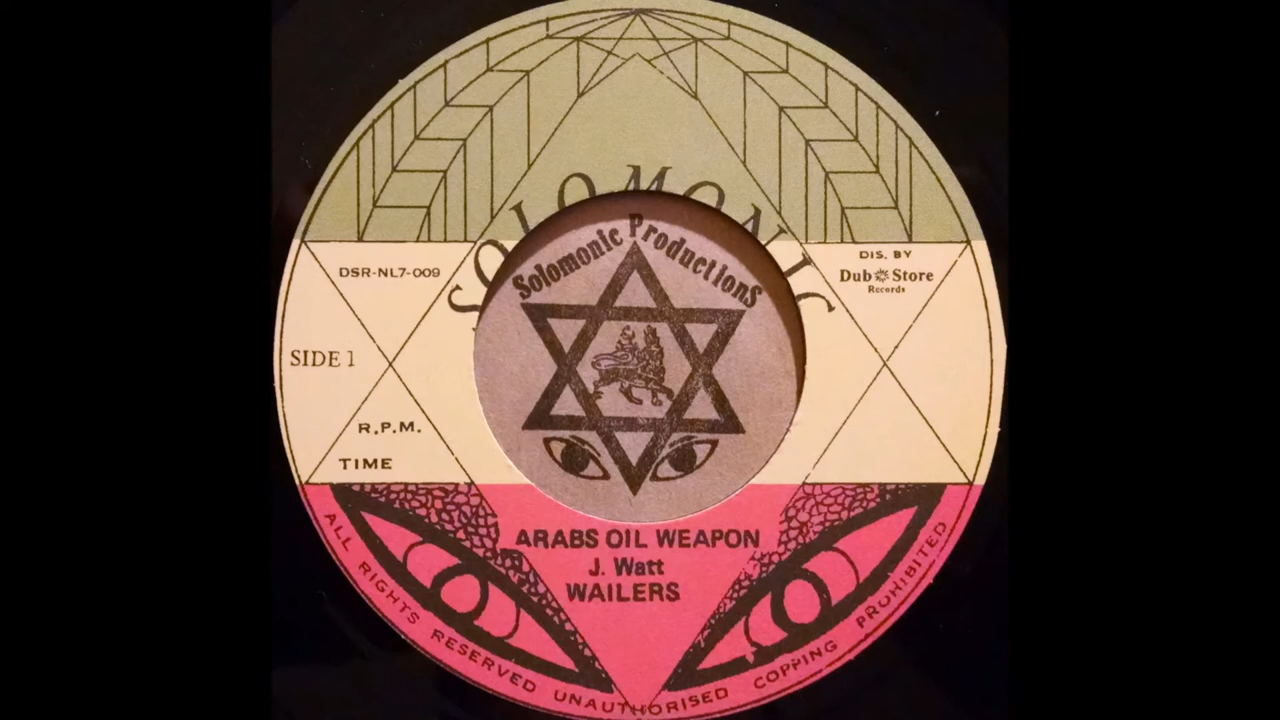 SOLOMONIC
Solomonic ProductionS
DSR-NL7-009
DIS. BY
Dub Store
Records
SIDE 1
R.P.M.
TIME
ARABS OIL WEAPON
J. Watt
WAILERS
ALL RIGHTS RESERVED UNAUTHORISED COPPING PROHIBITED